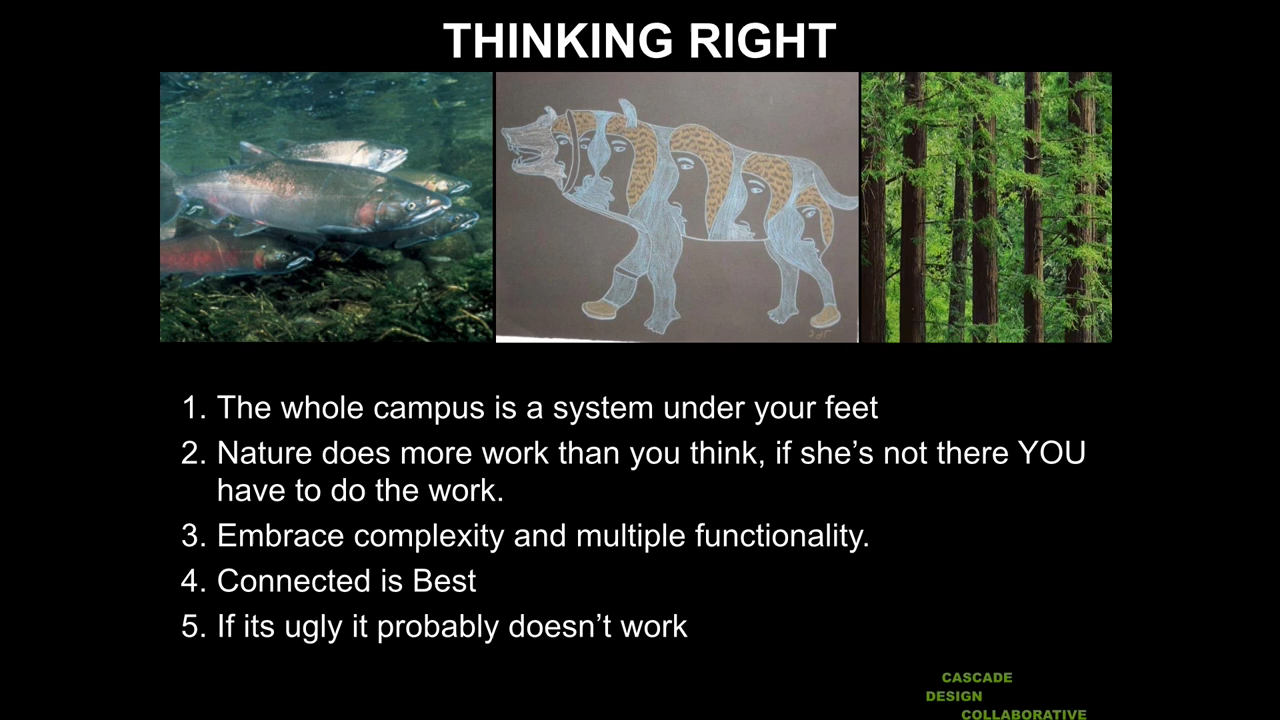 THINKING RIGHT
1. The whole campus is a system under your feet
2. Nature does more work than you think, if she’s not there YOU
have to do the work.
3. Embrace complexity and multiple functionality.
4. Connected is Best
5. If its ugly it probably doesn’t work
CASCADE
DESIGN
COLLABORATIVE